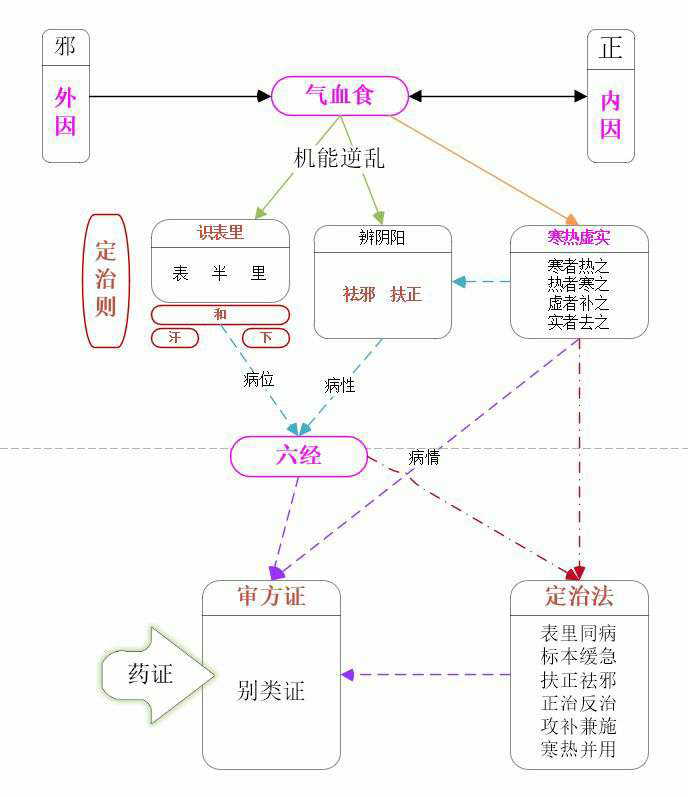 邪
外
因
气血食
正
内
因
机能逆乱
定
治
则
识表里
表 半 里
和
汗
下
辨阴阳
祛邪 扶正
寒热虚实
寒者热之
热者寒之
虚者补之
实者去之
病位
病性
六经
病情
审方证
别类证
药证
定治法
表里同病
标本缓急
扶正祛邪
正治反治
攻补兼施
寒热并用